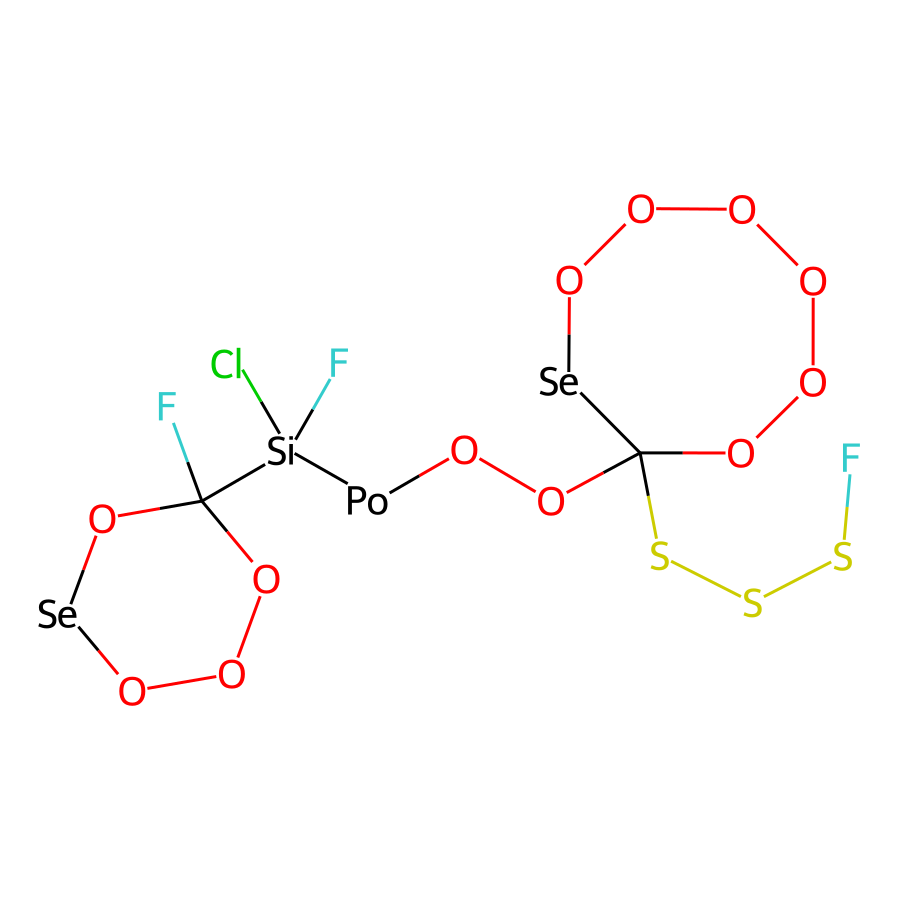 O O
O O
Cl F
Se O
F
Si O O F
Po O
O
O S S
Se S
O O